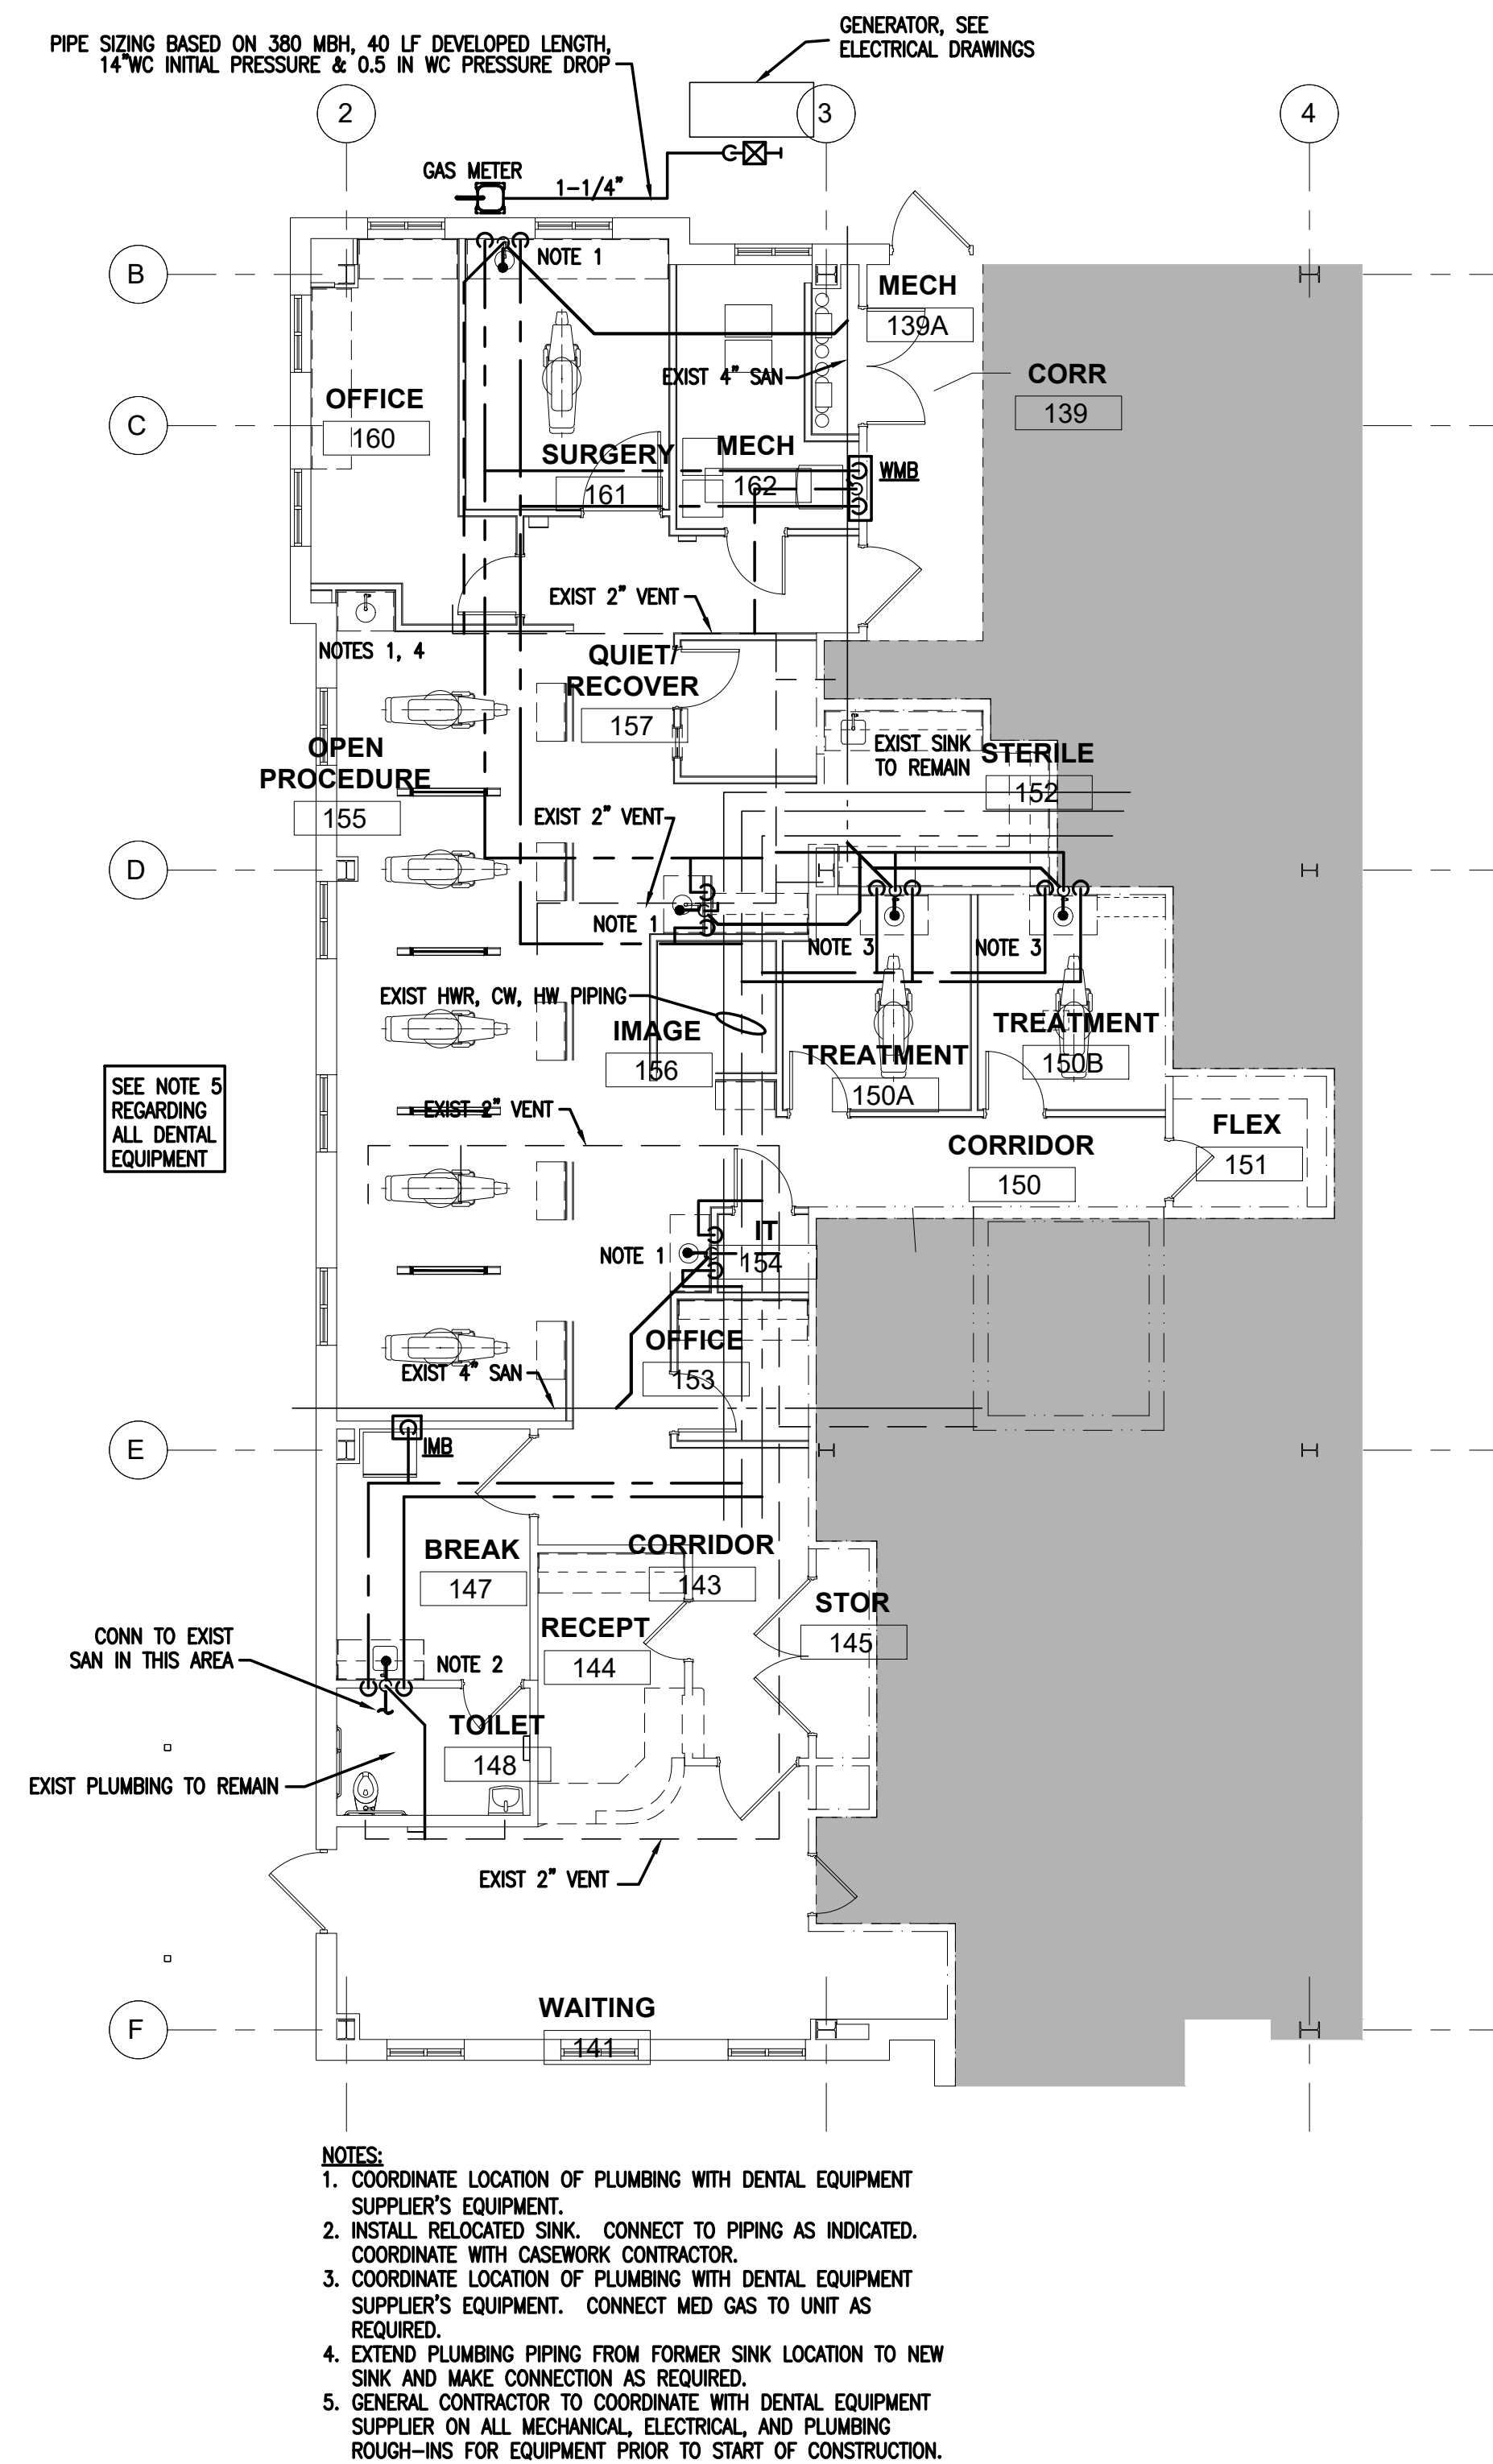 GENERATOR, SEE
ELECTRICAL DRAWINGS
PIPE SIZING BASED ON 380 MBH, 40 LF DEVELOPED LENGTH,
14"WC INITIAL PRESSURE & 0.5 IN WC PRESSURE DROP
2
3
4
GAS METER
1-1/4"
B
NOTE 1
MECH
139A
CORR
139
EXIST 4" SAN
OFFICE
160
C
SURGERY
161
MECH
162
WMB
EXIST 2" VENT
NOTES 1, 4
QUIET/
RECOVER
157
OPEN
PROCEDURE
155
EXIST SINK
TO REMAIN
STERILE
152
EXIST 2" VENT
D
NOTE 1
NOTE 3
NOTE 3
EXIST HWR, CW, HW PIPING
IMAGE
156
TREATMENT
150A
TREATMENT
150B
SEE NOTE 5
REGARDING
ALL DENTAL
EQUIPMENT
EXIST 2" VENT
CORRIDOR
150
FLEX
151
NOTE 1
IT
154
OFFICE
153
EXIST 4" SAN
E
IMB
BREAK
147
CORRIDOR
143
RECEPT
144
STOR
145
CONN TO EXIST
SAN IN THIS AREA
NOTE 2
TOILET
148
EXIST PLUMBING TO REMAIN
EXIST 2" VENT
F
WAITING
141
NOTES:
1. COORDINATE LOCATION OF PLUMBING WITH DENTAL EQUIPMENT
SUPPLIER'S EQUIPMENT.
2. INSTALL RELOCATED SINK. CONNECT TO PIPING AS INDICATED.
COORDINATE WITH CASEWORK CONTRACTOR.
3. COORDINATE LOCATION OF PLUMBING WITH DENTAL EQUIPMENT
SUPPLIER'S EQUIPMENT. CONNECT MED GAS TO UNIT AS
REQUIRED.
4. EXTEND PLUMBING PIPING FROM FORMER SINK LOCATION TO NEW
SINK AND MAKE CONNECTION AS REQUIRED.
5. GENERAL CONTRACTOR TO COORDINATE WITH DENTAL EQUIPMENT
SUPPLIER ON ALL MECHANICAL, ELECTRICAL, AND PLUMBING
ROUGH-INS FOR EQUIPMENT PRIOR TO START OF CONSTRUCTION.